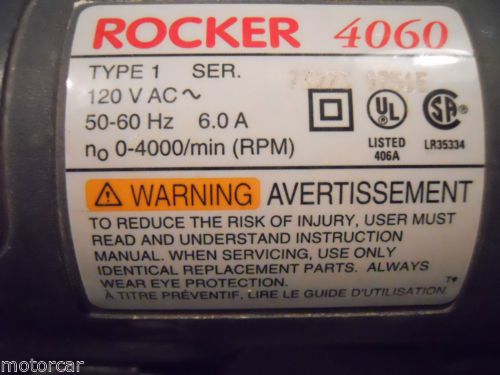 ROCKER 4060
TYPE 1 SER.
120 V AC ~
50-60 Hz 6.0 A
n₀ 0-4000/min (RPM)
UL
LISTED
406A
SA
LR35334
WARNING AVERTISSEMENT
TO REDUCE THE RISK OF INJURY, USER MUST
READ AND UNDERSTAND INSTRUCTION
MANUAL. WHEN SERVICING, USE ONLY
IDENTICAL REPLACEMENT PARTS. ALWAYS
WEAR EYE PROTECTION.
À TITRE PRÉVENTIF, LIRE LE GUIDE D'UTILISATION.
motorcar